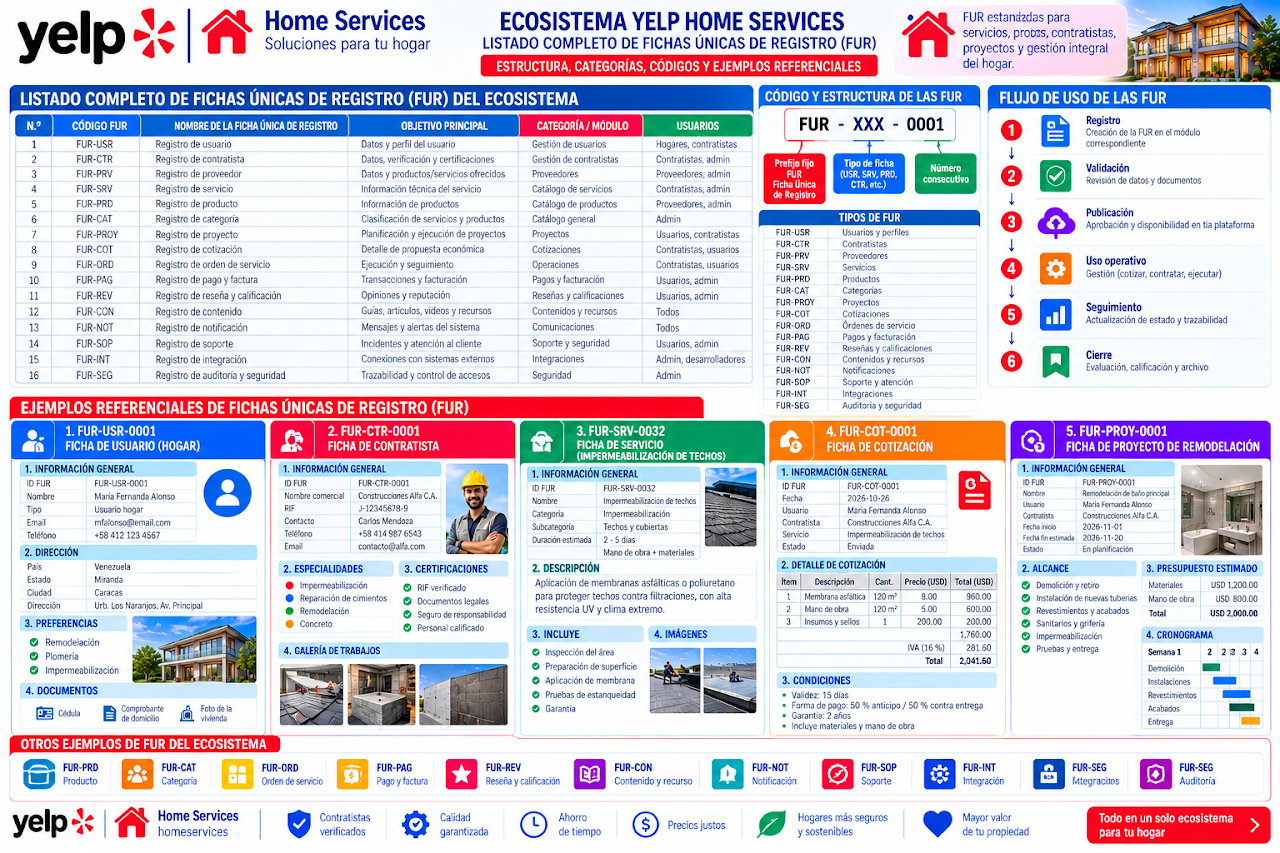 yelp
Home Services
Soluciones para tu hogar
ECOSISTEMA YELP HOME SERVICES
LISTADO COMPLETO DE FICHAS ÚNICAS DE REGISTRO (FUR)
ESTRUCTURA, CATEGORÍAS, CÓDIGOS Y EJEMPLOS REFERENCIALES
FUR estanízdas para
servicios, prοɒs, contratistas,
proyectos y gestión integral
del hogar.
LISTADO COMPLETO DE FICHAS ÚNICAS DE REGISTRO (FUR) DEL ECOSISTEMA
N.º CÓDIGO FUR NOMBRE DE LA FICHA ÚNICA DE REGISTRO OBJETIVO PRINCIPAL CATEGORÍA / MÓDULO USUARIOS
1 FUR-USR Registro de usuario Datos y perfil del usuario Gestión de usuarios Hogares, contratistas
2 FUR-CTR Registro de contratista Datos, verificación y certificaciones Gestión de contratistas Contratistas, admin
3 FUR-PRV Registro de proveedor Datos y productos/servicios ofrecidos Proveedores Proveedores, admin
4 FUR-SRV Registro de servicio Información técnica del servicio Catálogo de servicios Contratistas, admin
5 FUR-PRD Registro de producto Información de productos Catálogo de productos Proveedores, admin
6 FUR-CAT Registro de categoría Clasificación de servicios y productos Catálogo general Admin
7 FUR-PROY Registro de proyecto Planificación y ejecución de proyectos Proyectos Usuarios, contratistas
8 FUR-COT Registro de cotización Detalle de propuesta económica Cotizaciones Contratistas, usuarios
9 FUR-ORD Registro de orden de servicio Ejecución y seguimiento Operaciones Contratistas, usuarios
10 FUR-PAG Registro de pago y factura Transacciones y facturación Pagos y facturación Usuarios, admin
11 FUR-REV Registro de reseña y calificación Opiniones y reputación Reseñas y calificaciones Usuarios, admin
12 FUR-CON Registro de contenido Guías, artículos, videos y recursos Contenidos y recursos Todos
13 FUR-NOT Registro de notificación Mensajes y alertas del sistema Comunicaciones Todos
14 FUR-SOP Registro de soporte Incidentes y atención al cliente Soporte y seguridad Usuarios, admin
15 FUR-INT Registro de integración Conexiones con sistemas externos Integraciones Admin, desarrolladores
16 FUR-SEG Registro de auditoría y seguridad Trazabilidad y control de accesos Seguridad Admin
CÓDIGO Y ESTRUCTURA DE LAS FUR
FUR - XXX - 0001
Prefijo fijo
FUR
Ficha Única
de Registro
Tipo de ficha
(USR, SRV, PRD,
CTR, etc.)
Número
consecutivo
TIPOS DE FUR
FUR-USR Usuarios y perfiles
FUR-CTR Contratistas
FUR-PRV Proveedores
FUR-SRV Servicios
FUR-PRD Productos
FUR-CAT Categorías
FUR-PROY Proyectos
FUR-COT Cotizaciones
FUR-ORD Órdenes de servicio
FUR-PAG Pagos y facturación
FUR-REV Reseñas y calificaciones
FUR-CON Contenidos y recursos
FUR-NOT Notificaciones
FUR-SOP Soporte y atención
FUR-INT Integraciones
FUR-SEG Auditoria y seguridad
FLUJO DE USO DE LAS FUR
1 Registro
Creación de la FUR en el módulo
correspondiente
2 Validación
Revisión de datos y documentos
3 Publicación
Aprobación y disponibilidad en tia plataforma
4 Uso operativo
Gestión (cotizar, contratar, ejecutar)
5 Seguimiento
Actualización de estado y trazabilidad
6 Cierre
Evaluación, calificación y archivo
EJEMPLOS REFERENCIALES DE FICHAS ÚNICAS DE REGISTRO (FUR)
1. FUR-USR-0001
FICHA DE USUARIO (HOGAR)
1. INFORMACIÓN GENERAL
ID FUR FUR-USR-0001
Nombre María Fernanda Alonso
Tipo Usuario hogar
Email mfalonso@email.com
Teléfono +58 412 123 4567
2. DIRECCIÓN
Pais Venezuela
Estado Miranda
Ciudad Caracas
Dirección Urb. Los Naranjos, Av. Principal
3. PREFERENCIAS
Remodelación
Plomería
Impermeabilización
4. DOCUMENTOS
Cédula
Comprobante
de domicilio
Foto de la
vivienda
2. FUR-CTR-0001
FICHA DE CONTRATISTA
1. INFORMACIÓN GENERAL
ID FUR FUR-CTR-0001
Nombre comercial Construcciones Alfa C.A.
RIF J-12345678-9
Contacto Carlos Mendoza
Teléfono +58 414 987 6543
Email contacto@alfa.com
2. ESPECIALIDADES
Impermeabilización
Reparación de cimientos
Remodelación
Concreto
3. CERTIFICACIONES
RIF verificado
Documentos legales
Seguro de responsabilidad
Personal calificado
4. GALERÍA DE TRABAJOS
3. FUR-SRV-0032
FICHA DE SERVICIO
(IMPERMEABILIZACIÓN DE TECHOS)
1. INFORMACIÓN GENERAL
ID FUR FUR-SRV-0032
Nombre Impermeabilización de techos
Categoría Impermeabilización
Subcategoría Techos y cubiertas
Duración estimada 2 - 5 dias
Mano de obra + materiales
2. DESCRIPCIÓN
Aplicación de membranas asfálticas o poliuretano
para proteger techos contra filtraciones, con alta
resistencia UV y clima extremo.
3. INCLUYE
Inspección del área
Preparación de superficie
Aplicación de membrana
Pruebas de estanqueidad
Garantía
4. IMÁGENES
4. FUR-COT-0001
FICHA DE COTIZACIÓN
1. INFORMACIÓN GENERAL
ID FUR FUR-COT-0001
Fecha 2026-10-26
Usuario Maria Fernanda Alonso
Contratista Construcciones Alfa C.A.
Servicio Impermeabilización de techos
Estado Enviada
2. DETALLE DE COTIZACIÓN
Item Descripción Cant. Precio (USD) Total (USD)
1 Membrana asfáltica 120 m² 8.00 960.00
2 Mano de obra 120 m² 5.00 600.00
3 Insumos y sellos 1 200.00 200.00
1,760.00
IVA (16 %) 281.60
Total 2,041.60
3. CONDICIONES
Validez: 15 días
Forma de pago: 50 % anticipo / 50 % contra entrega
Garantía: 2 años
Incluye materiales y mano de obra
5. FUR-PROY-0001
FICHA DE PROYECTO DE REMODELACIÓN
1. INFORMACIÓN GENERAL
ID FUR FUR-PROY-0001
Nombre Remodelación de baño principal
Usuario Maria Fernanda Alonso
Contratista Construcciones Alfa C.A.
Fecha inicio 2026-11-01
Fecha fin estimada 2026-11-20
Estado En planificación
2. ALCANCE
Demolición y retiro
Instalación de nuevas tuberias
Revestimientos y acabados
Sanitarios y grifería
Impermeabilización
Pruebas y entrega
3. PRESUPUESTO ESTIMADO
Materiales USD 1,200.00
Mano de obra USD 800.00
Total USD 2,000.00
4. CRONOGRAMA
Semana 1 2 3 4
Demolición
Instalaciones
Revestimientos
Acabados
Entrega
OTROS EJEMPLOS DE FUR DEL ECOSISTEMA
FUR-PRD
Producto
FUR-CAT
Categoría
FUR-ORD
Orden de servicio
FUR-PAG
Pago y factura
FUR-REV
Reseña y calificación
FUR-CON
Contenido y recurso
FUR-NOT
Notificación
FUR-SOP
Soporte
FUR-INT
Integración
FUR-SEG
FUR-SEG
Auditoría
yelp
Home Services
homeservices
Contratistas
verificados
Calidad
garantizada
Ahorro
de tiempo
Precios justos
Hogares más seguros
y sostenibles
Mayor valor
de tu propiedad
Todo en un solo ecosistema
para tu hogar